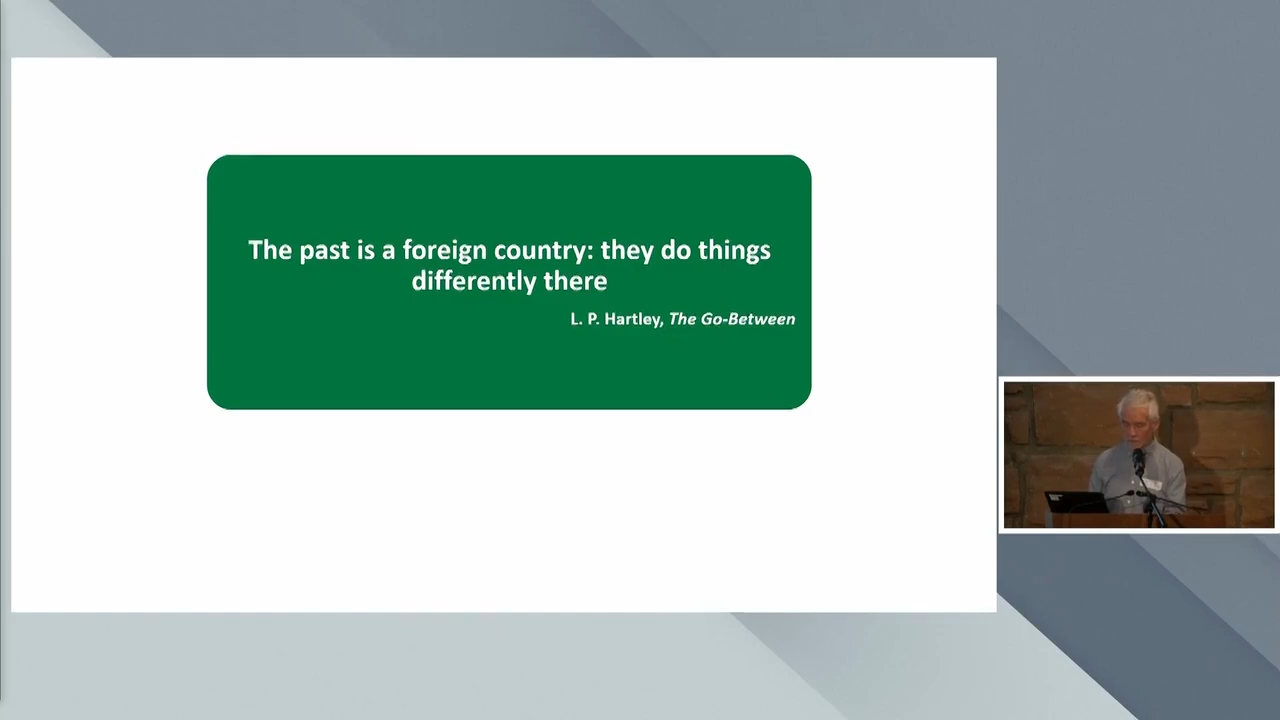 The past is a foreign country: they do things
differently there
L. P. Hartley, The Go-Between